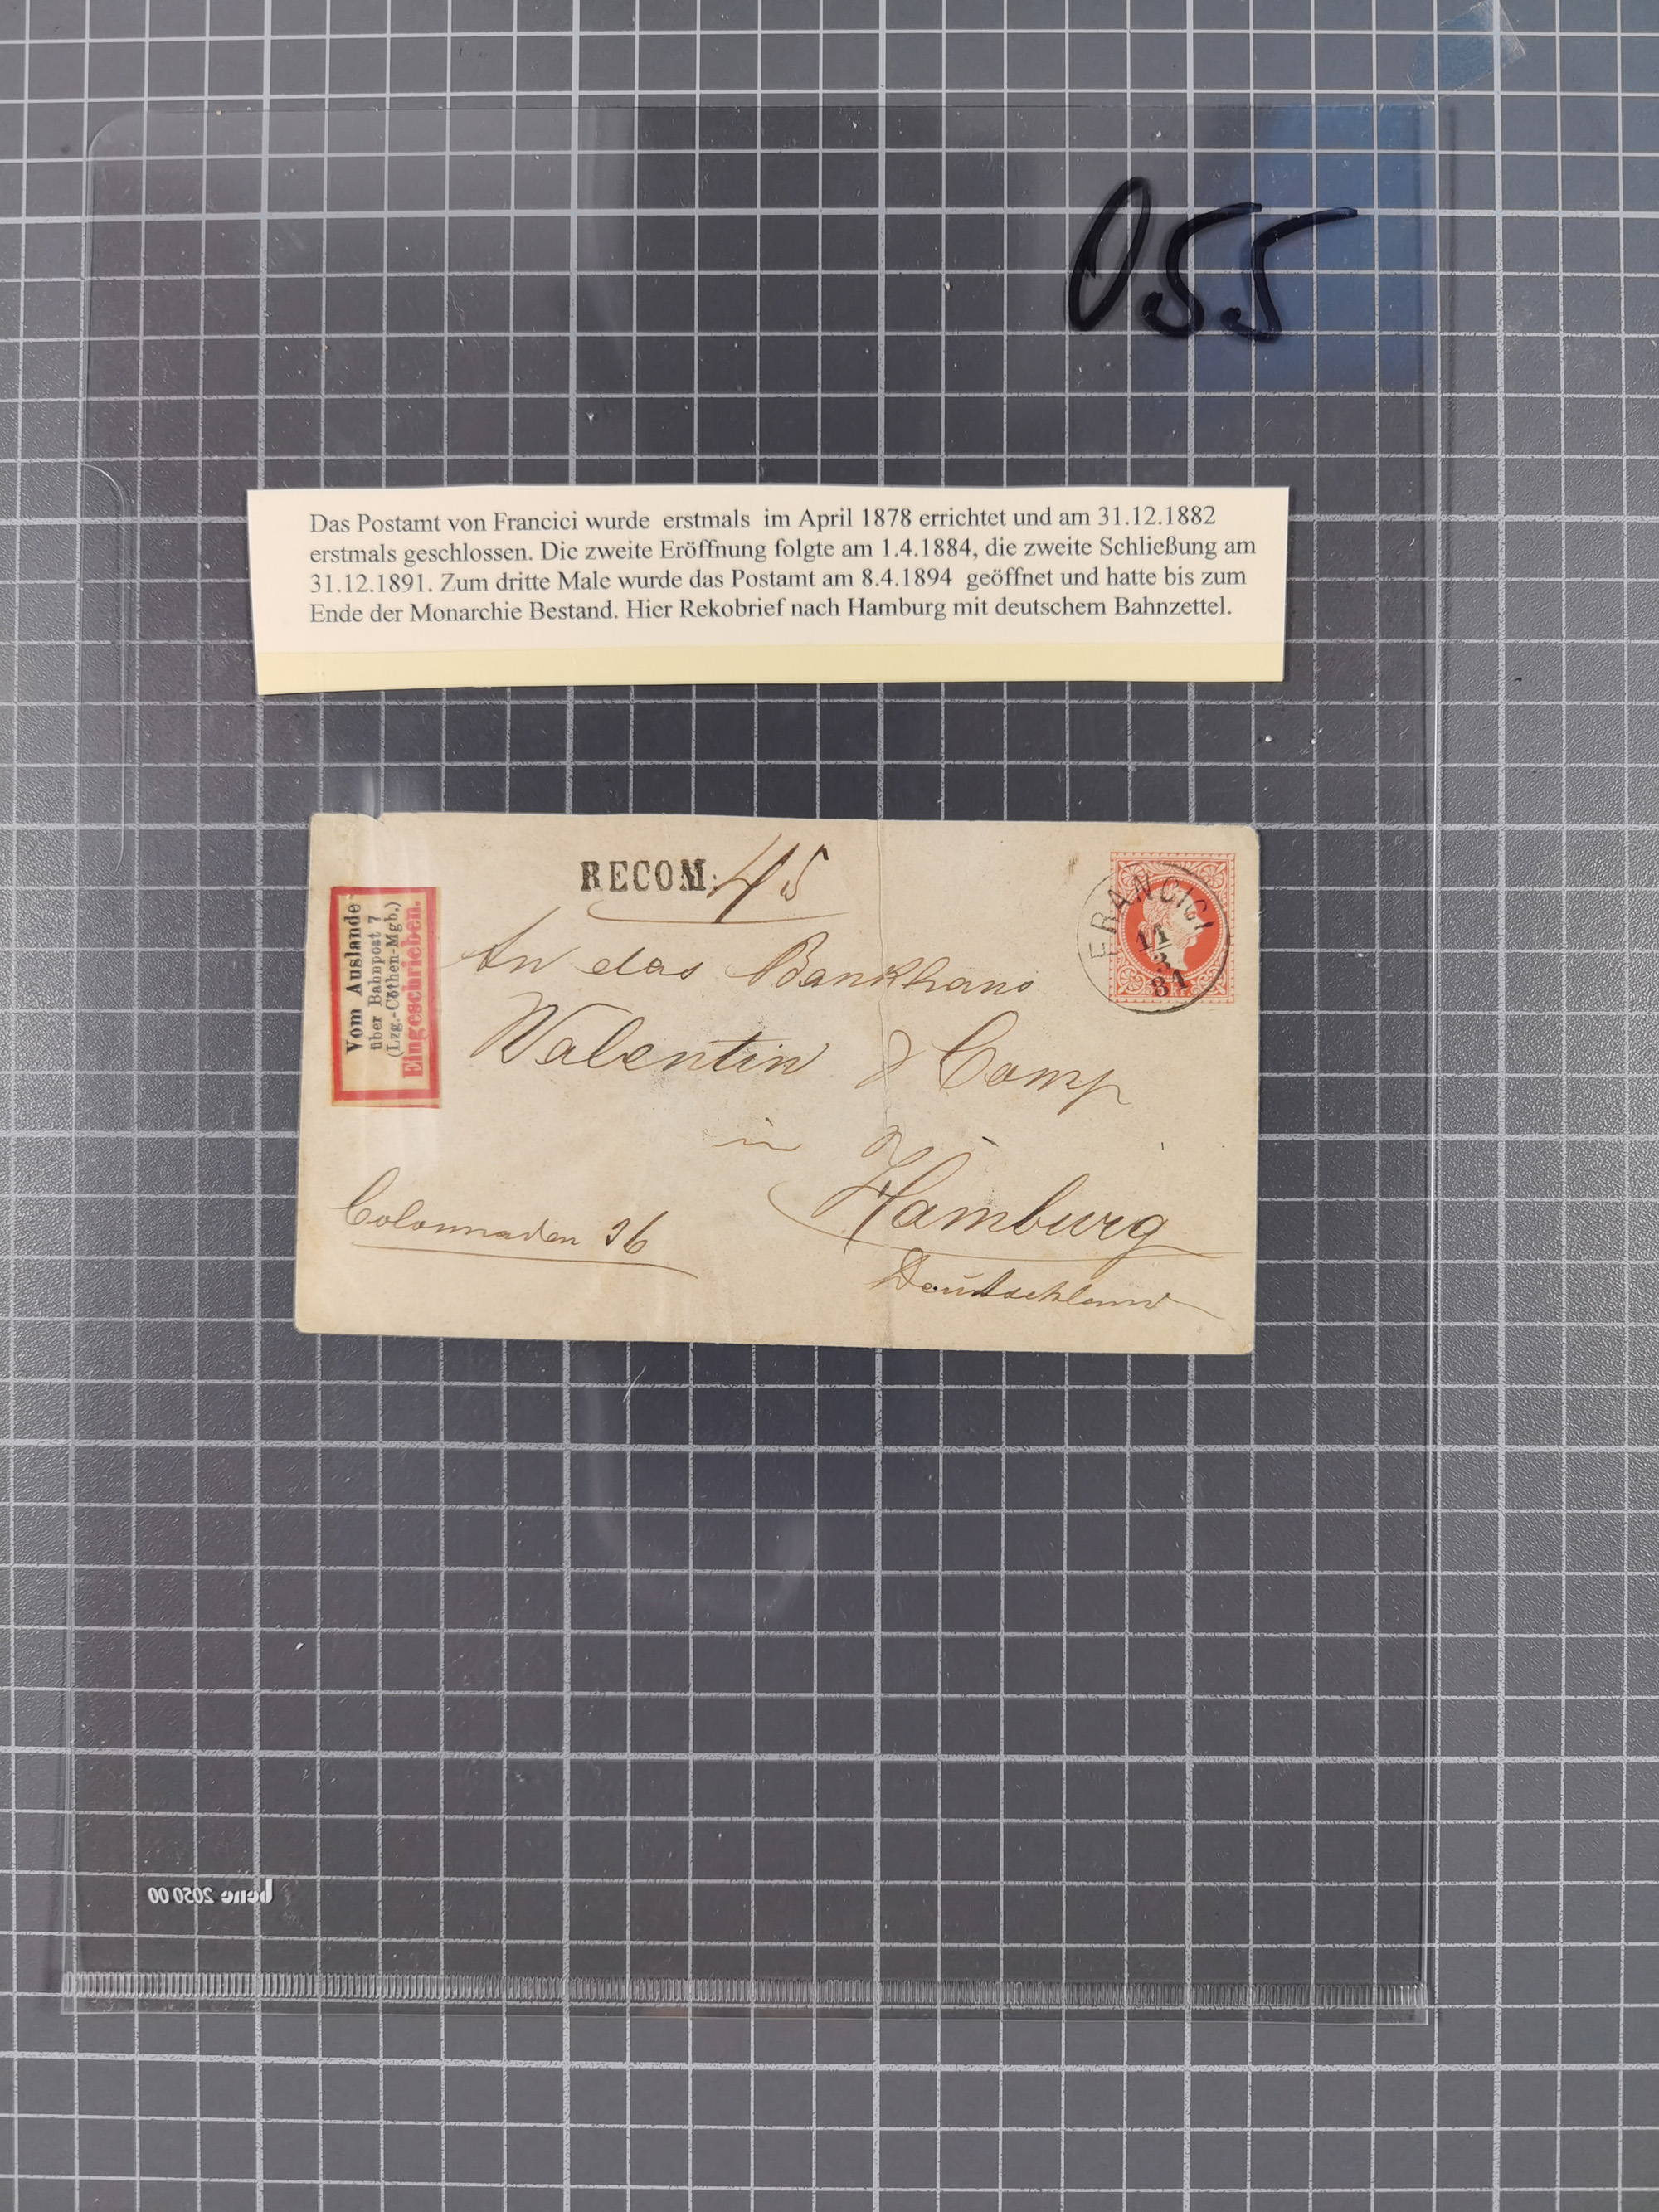 055
Das Postamt von Francici wurde erstmals im April 1878 errichtet und am 31.12.1882
erstmals geschlossen. Die zweite Eröffnung folgte am 1.4.1884, die zweite Schließung am
31.12.1891. Zum dritte Male wurde das Postamt am 8.4.1894 geöffnet und hatte bis zum
Ende der Monarchie Bestand. Hier Rekobrief nach Hamburg mit deutschem Bahnzettel.
RECOM: 45
FRANCICI
11
3
81
Vom Auslande
über Bahnpost 7
(Lzg.-Cöthen-Mgb.)
Eingeschrieben.
An das Bankhaus
Valentin & Comp
in
Hamburg
Deutschland
Colonnaden 36
bene 2050 00